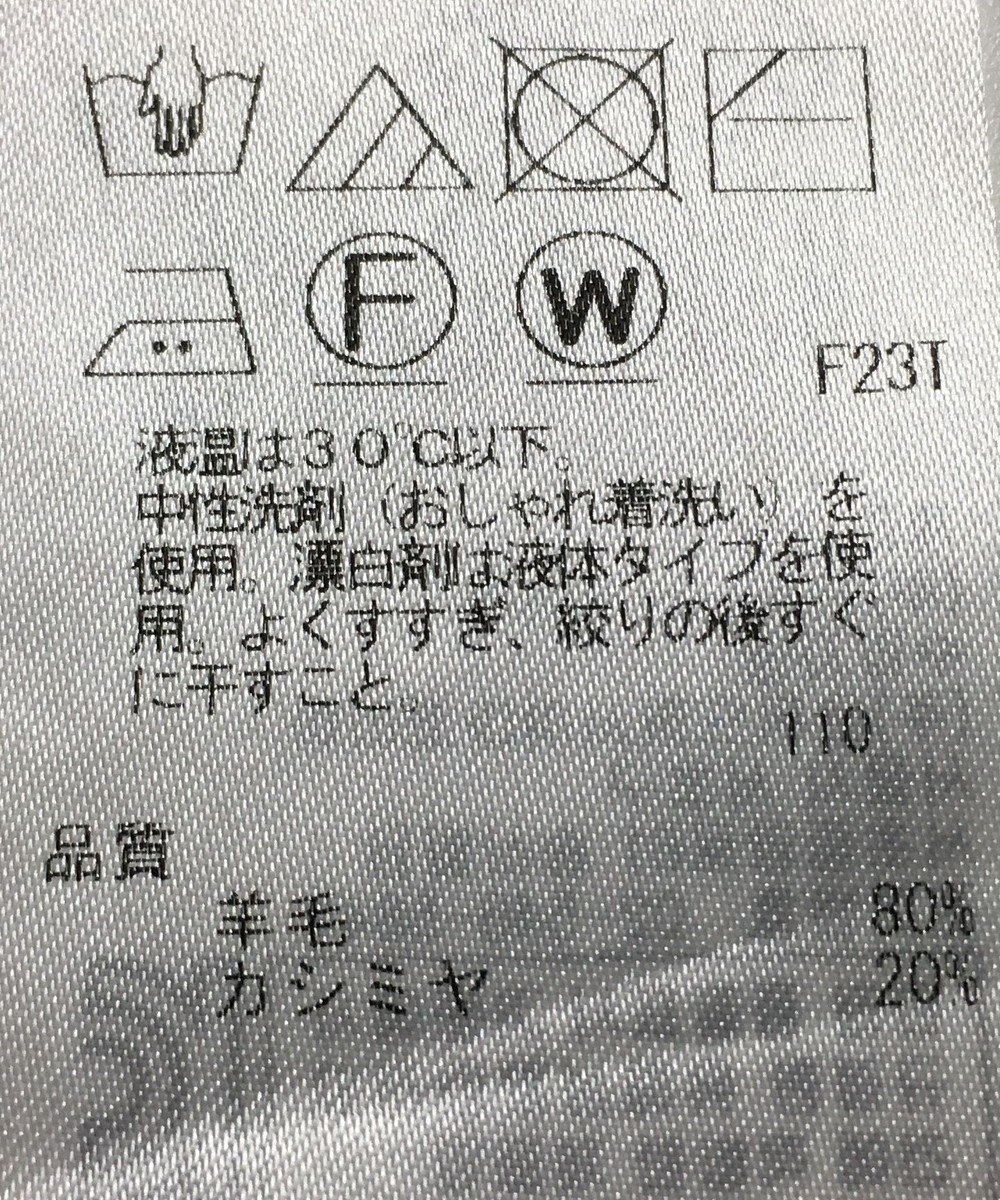 F
W
F23T
液温は30℃以下。
中性洗剤（おしゃれ着洗い）を
使用。漂白剤は液体タイプを使
用。よくすすぎ、絞りの後すぐ
に干すこと。
110
品質
羊毛 80%
カシミヤ 20%